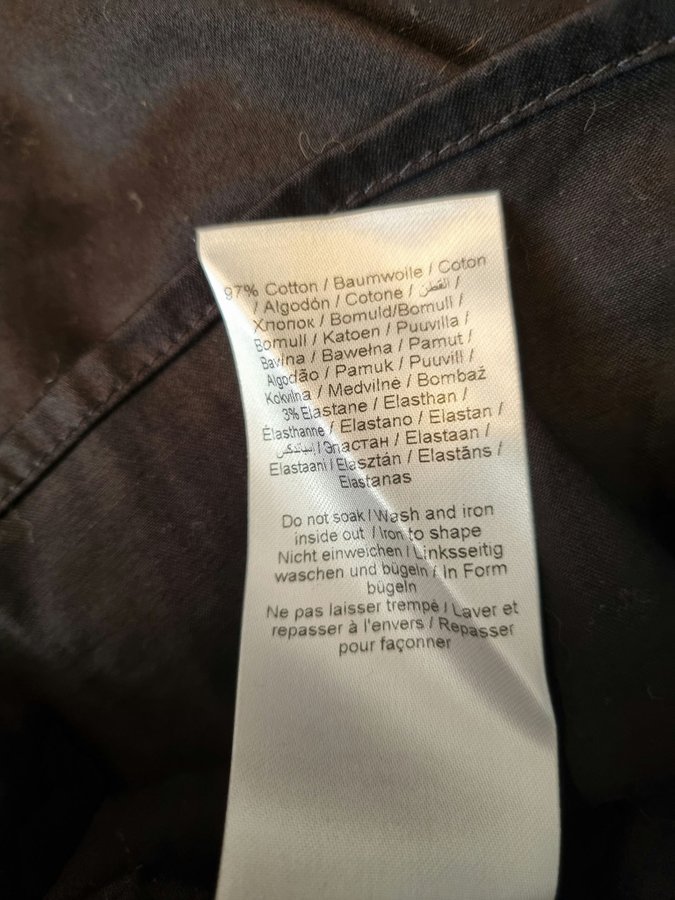 97% Cotton / Baumwolle / Coton
/ Algodón / Cotone / القطن /
Хлопок / Bomuld/Bomull /
Bomull / Katoen / Puuvilla /
Bavlna / Bawełna / Pamut /
Algodão / Pamuk / Puuvill /
Kokvilna / Medvilnė / Bombaž
3% Elastane / Elasthan /
Élasthanne / Elastano / Elastan /
/ Эластан / Elastaan /
Elastaani / Elasztán / Elastāns /
Elastanas
Do not soak / Wash and iron
inside out / Iron to shape
Nicht einweichen / Linksseitig
waschen und bügeln / In Form
bügeln
Ne pas laisser trempé / Laver et
repasser à l'envers / Repasser
pour façonner